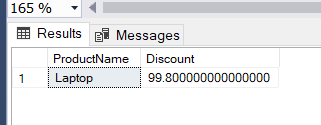 165 %
Results Messages
ProductName Discount
1 Laptop 99.800000000000000